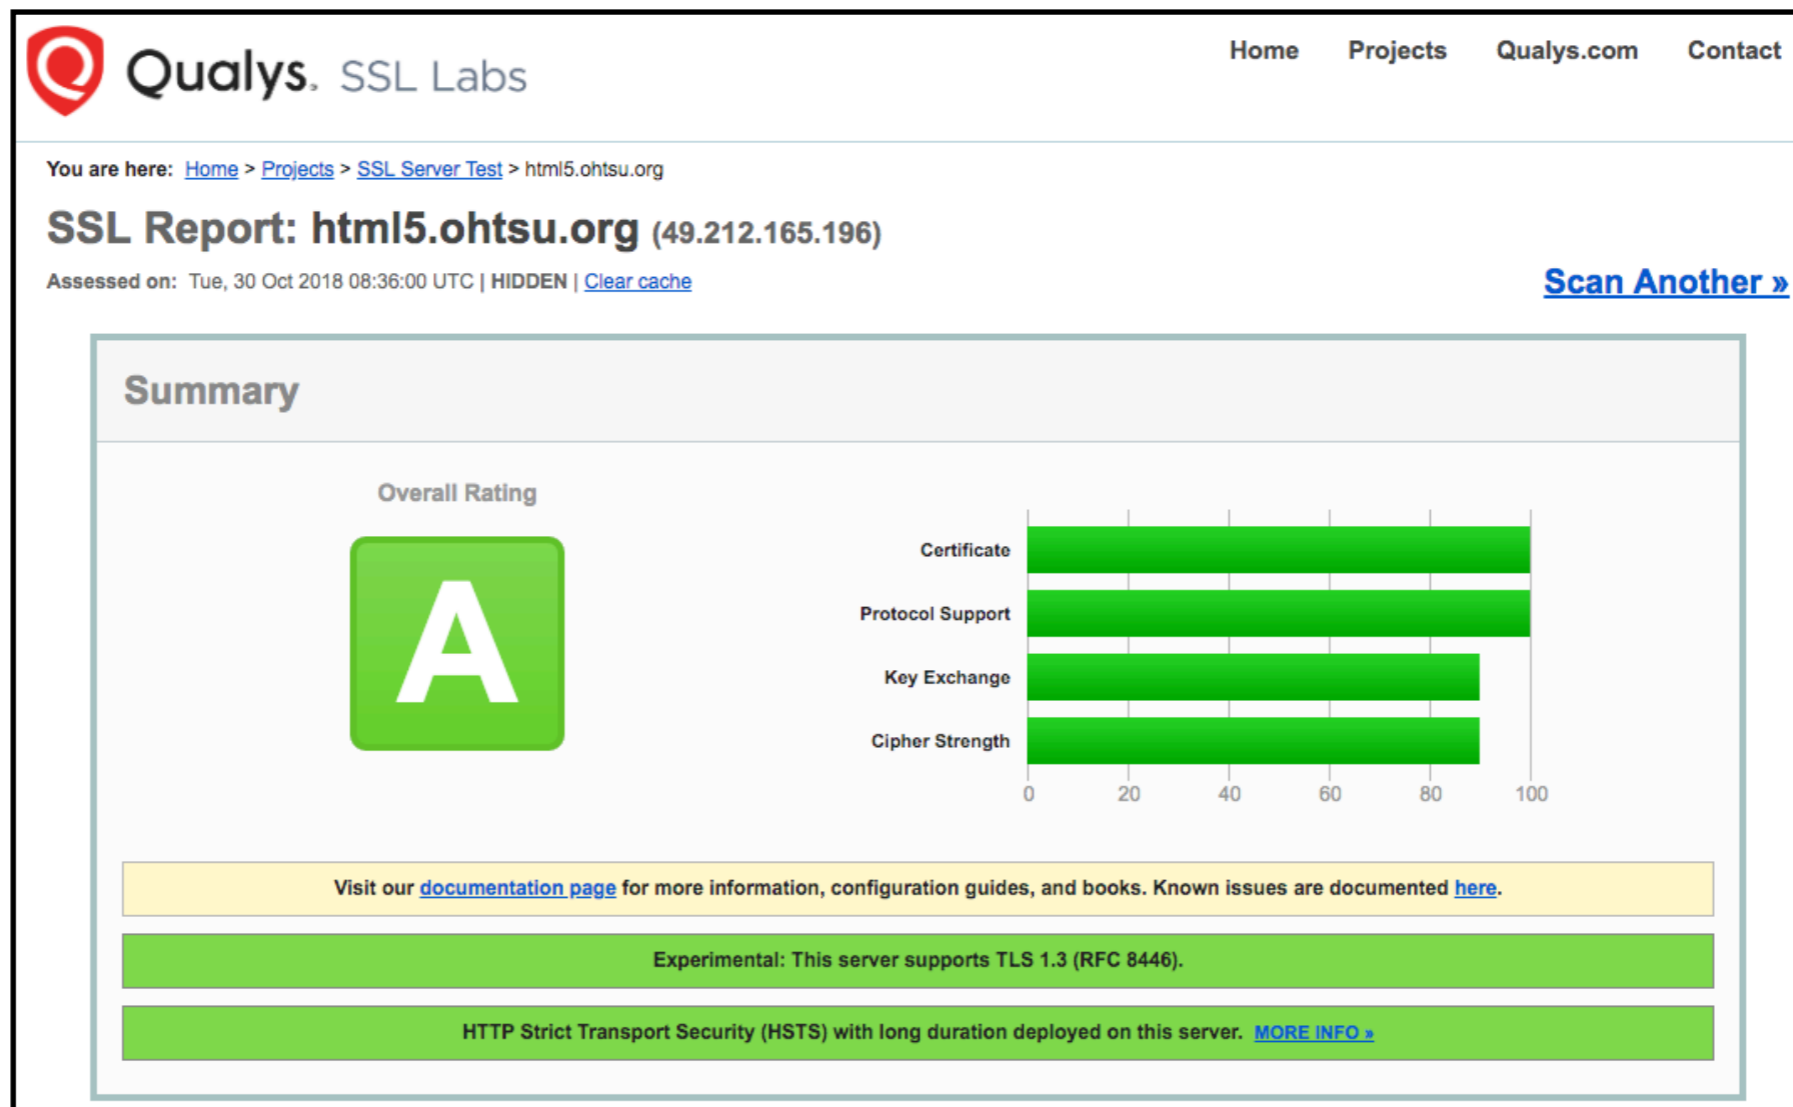 Qualys. SSL Labs
Home Projects Qualys.com Contact
You are here: Home > Projects > SSL Server Test > html5.ohtsu.org
SSL Report: html5.ohtsu.org (49.212.165.196)
Assessed on: Tue, 30 Oct 2018 08:36:00 UTC | HIDDEN | Clear cache
Scan Another »
Summary
Overall Rating
A
Certificate
Protocol Support
Key Exchange
Cipher Strength
0 20 40 60 80 100
Visit our documentation page for more information, configuration guides, and books. Known issues are documented here.
Experimental: This server supports TLS 1.3 (RFC 8446).
HTTP Strict Transport Security (HSTS) with long duration deployed on this server. MORE INFO »